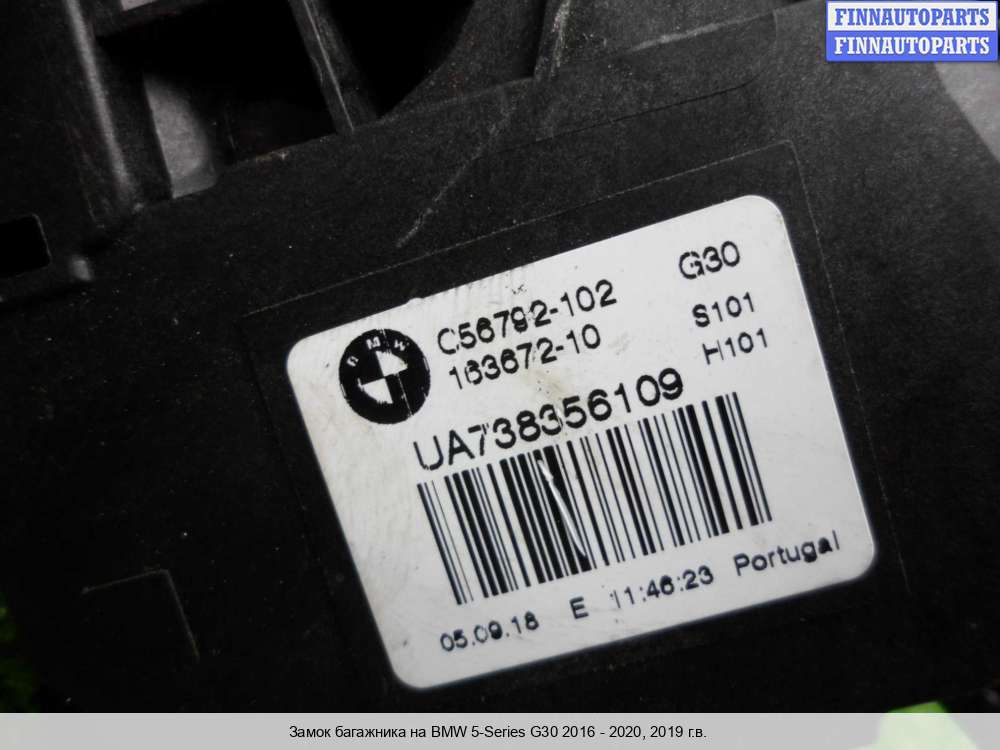 FINNAUTOPARTS
FINNAUTOPARTS
G30
C56792-102
S101
163672-10
H101
BMW
UA738356109
05.09.18 E 11:46:23 Portugal
Замок багажника на BMW 5-Series G30 2016 - 2020, 2019 г.в.